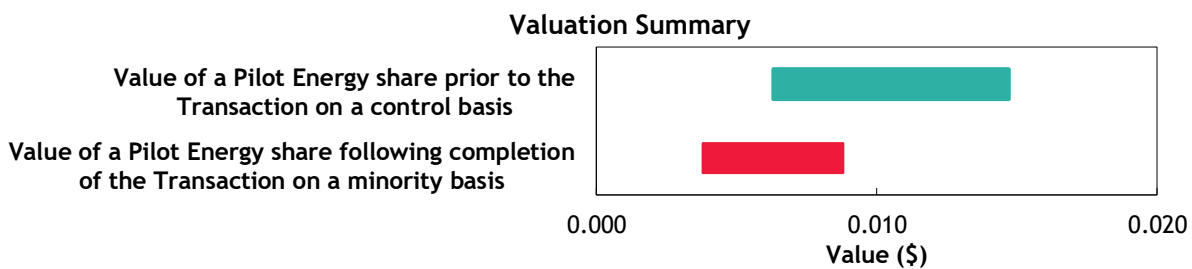 Valuation Summary
Value of a Pilot Energy share prior to the
Transaction on a control basis
Value of a Pilot Energy share following completion
of the Transaction on a minority basis
0.000 0.010 0.020
Value ($)